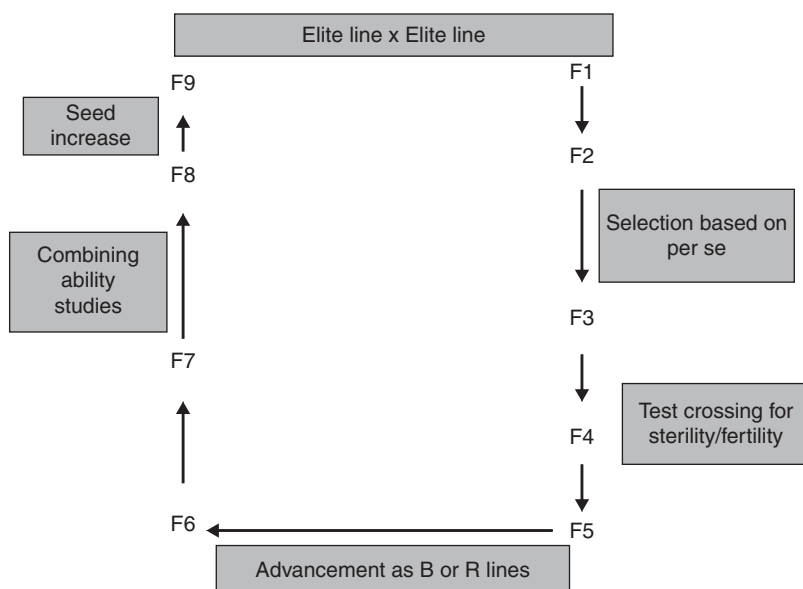 Elite line x Elite line
F1
F2
Selection based on
per se
F3
Test crossing for
sterility/fertility
F4
F5
Advancement as B or R lines
F6
F7
Combining
ability
studies
F8
Seed
increase
F9